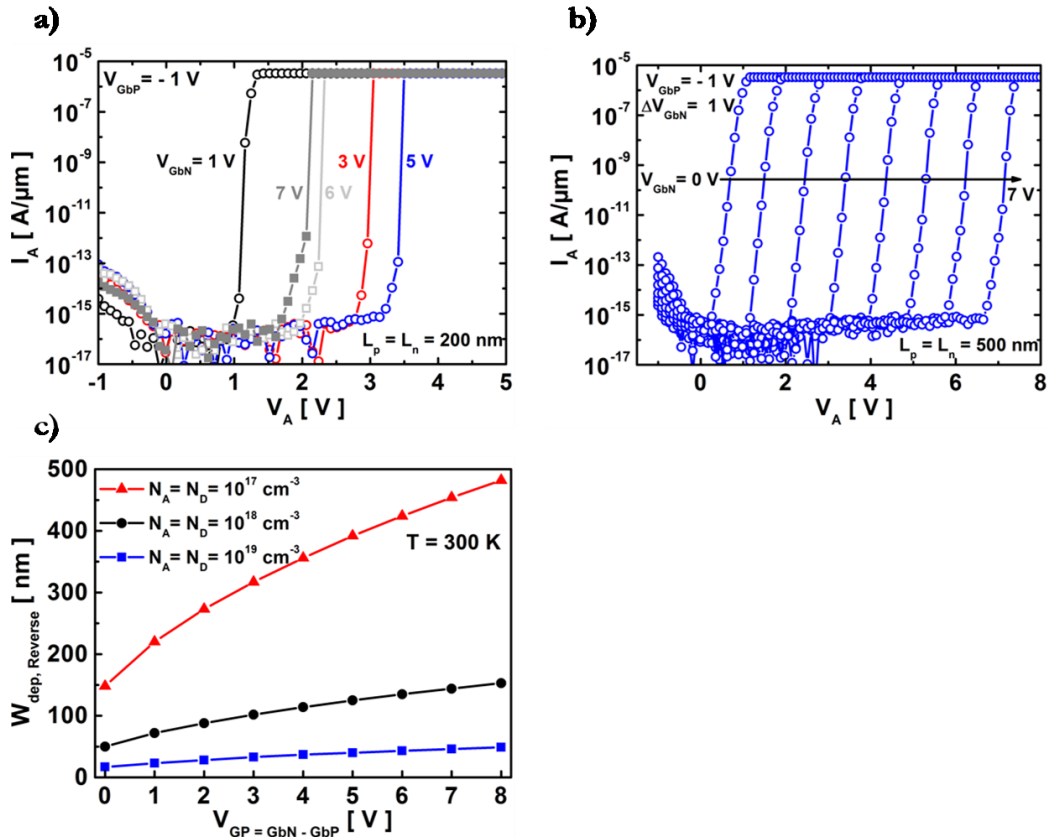 a)
I_A [ A/µm ]
10^-5
10^-7
10^-9
10^-11
10^-13
10^-15
10^-17
V_GbP = - 1 V
V_GbN = 1 V
7 V
6 V
3 V
5 V
L_p = L_n = 200 nm
-1 0 1 2 3 4 5
V_A [ V ]
b)
I_A [ A/µm ]
10^-5
10^-7
10^-9
10^-11
10^-13
10^-15
10^-17
V_GbP = -1 V
ΔV_GbN = 1 V
V_GbN = 0 V
7 V
L_p = L_n = 500 nm
0 2 4 6 8
V_A [ V ]
c)
W_dep, Reverse [ nm ]
500
450
300
200
150
100
50
0
N_A = N_D = 10^17 cm^-3
N_A = N_D = 10^18 cm^-3
N_A = N_D = 10^19 cm^-3
T = 300 K
0 1 2 3 4 5 6 7 8
V_GP = GbN - GbP [ V ]